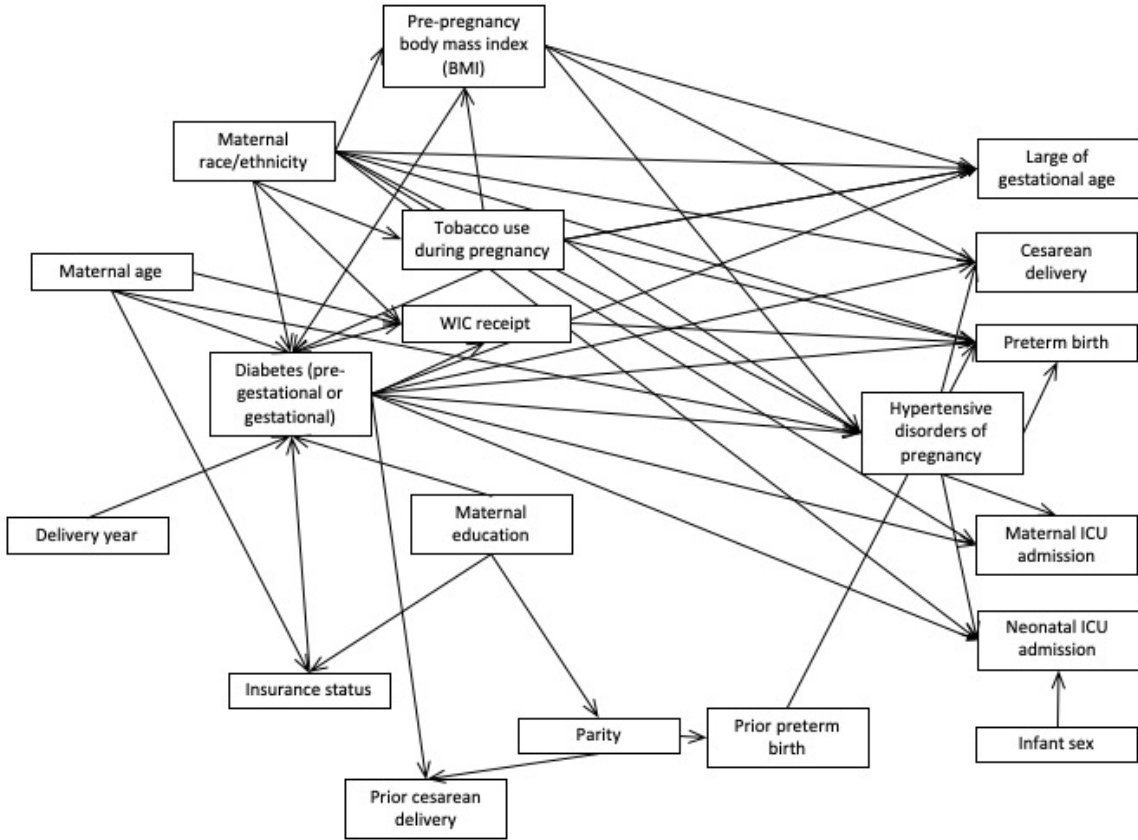 Pre-pregnancy
body mass index
(BMI)
Maternal
race/ethnicity
Large of
gestational age
Tobacco use
during pregnancy
Maternal age
Cesarean
delivery
WIC receipt
Preterm birth
Diabetes (pre-
gestational or
gestational)
Hypertensive
disorders of
pregnancy
Delivery year
Maternal
education
Maternal ICU
admission
Neonatal ICU
admission
Insurance status
Parity
Prior preterm
birth
Infant sex
Prior cesarean
delivery